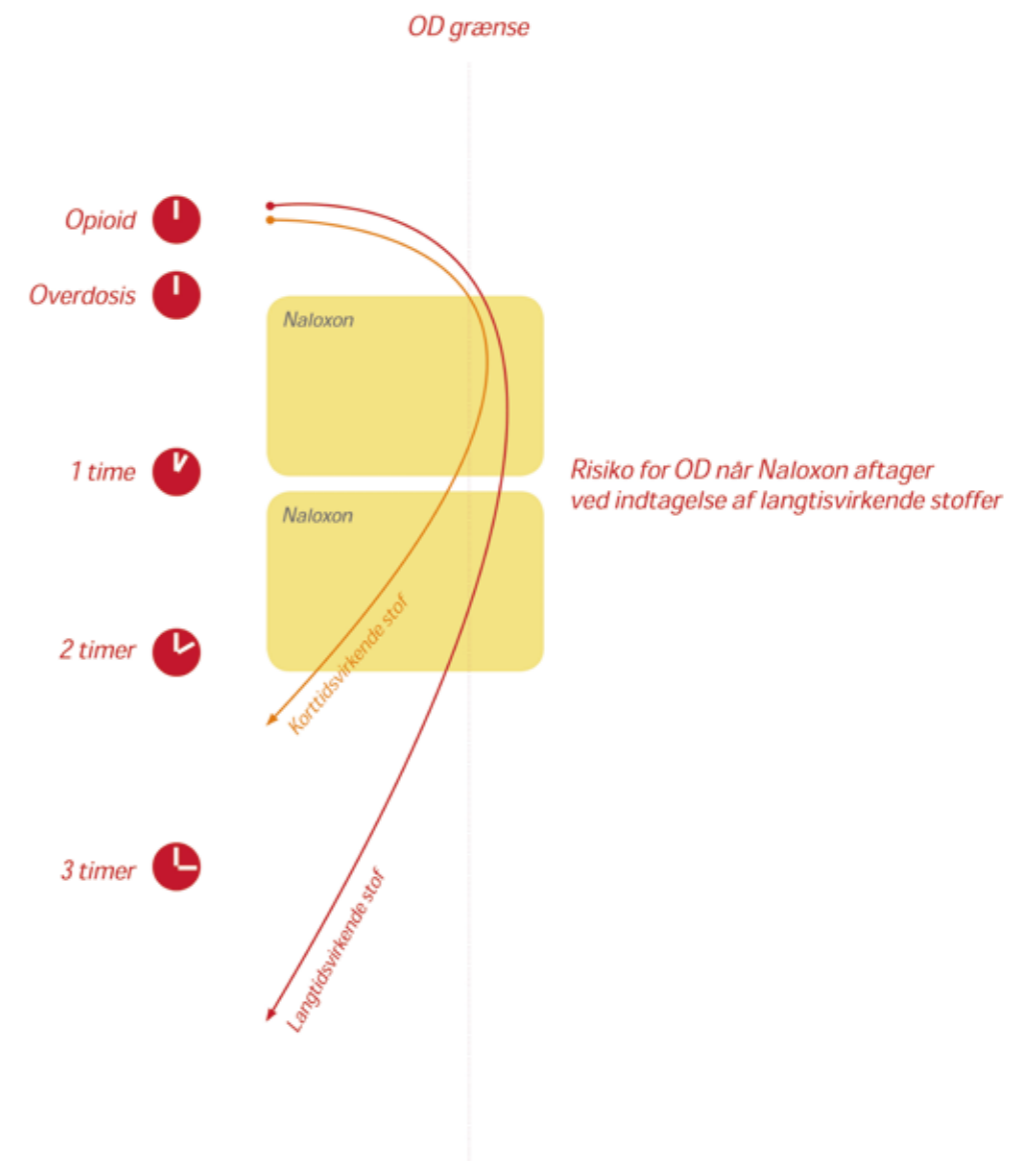 OD grænse
Opioid
Overdosis
Naloxon
1 time
Risiko for OD når Naloxon aftager
ved indtagelse af langtisvirkende stoffer
Naloxon
2 timer
Korttidsvirkende stof
3 timer
Langtidsvirkende stof